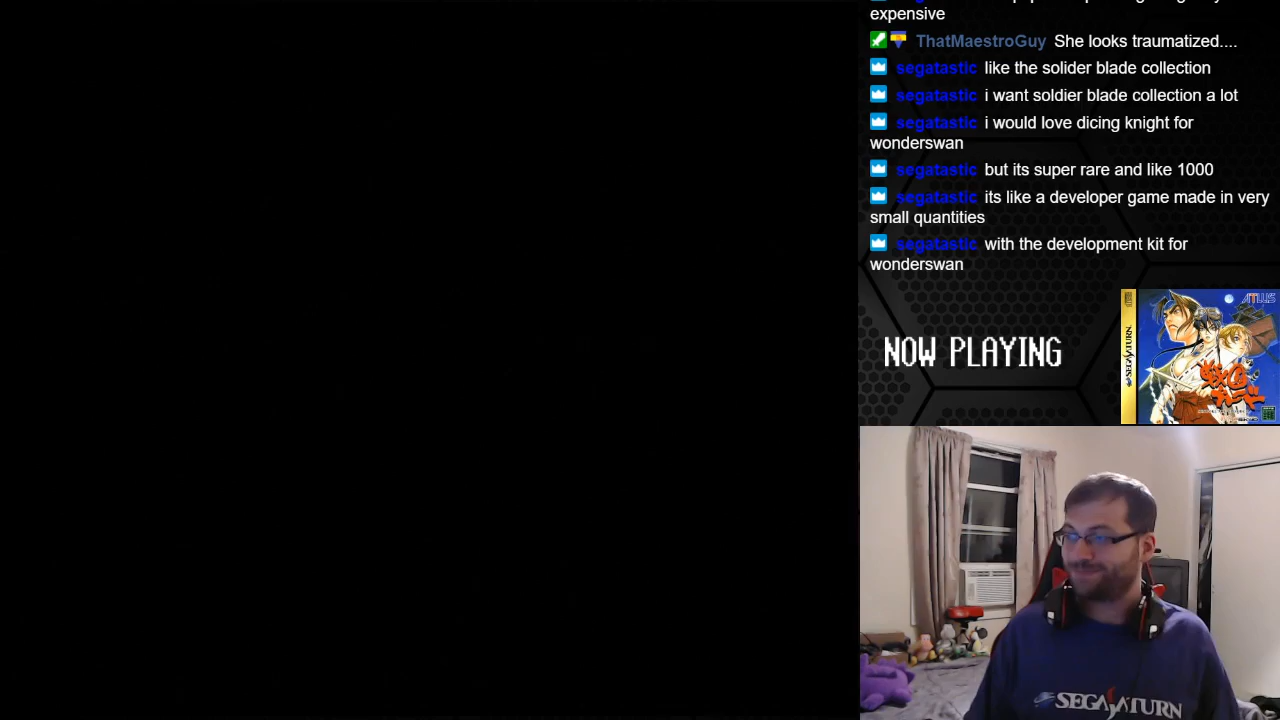 expensive
ThatMaestroGuy She looks traumatized....
segatastic like the solider blade collection
segatastic i want soldier blade collection a lot
segatastic i would love dicing knight for
wonderswan
segatastic but its super rare and like 1000
segatastic its like a developer game made in very
small quantities
segatastic with the development kit for
wonderswan
ATLUS
SEGA SATURN
NOW PLAYING
SEGA SATURN